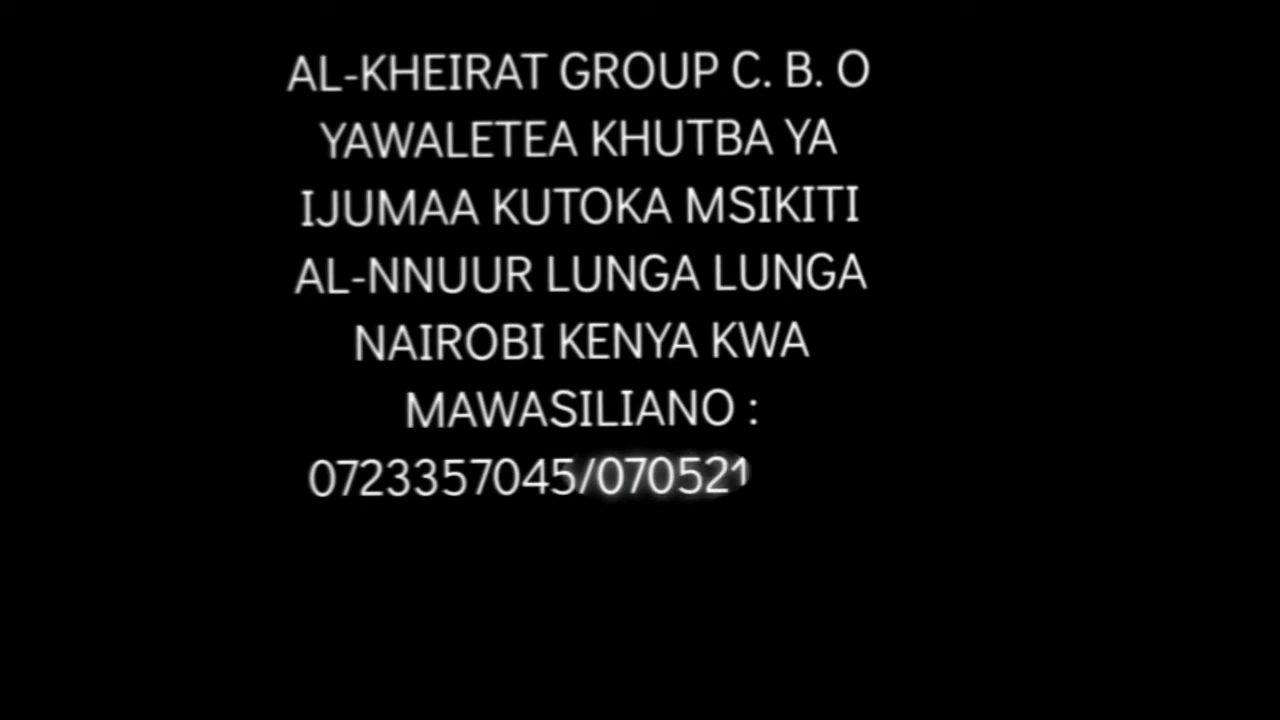 AL-KHEIRAT GROUP C. B. O
YAWALETEA KHUTBA YA
IJUMAA KUTOKA MSIKITI
AL-NNUUR LUNGA LUNGA
NAIROBI KENYA KWA
MAWASILIANO :
0723357045/070521